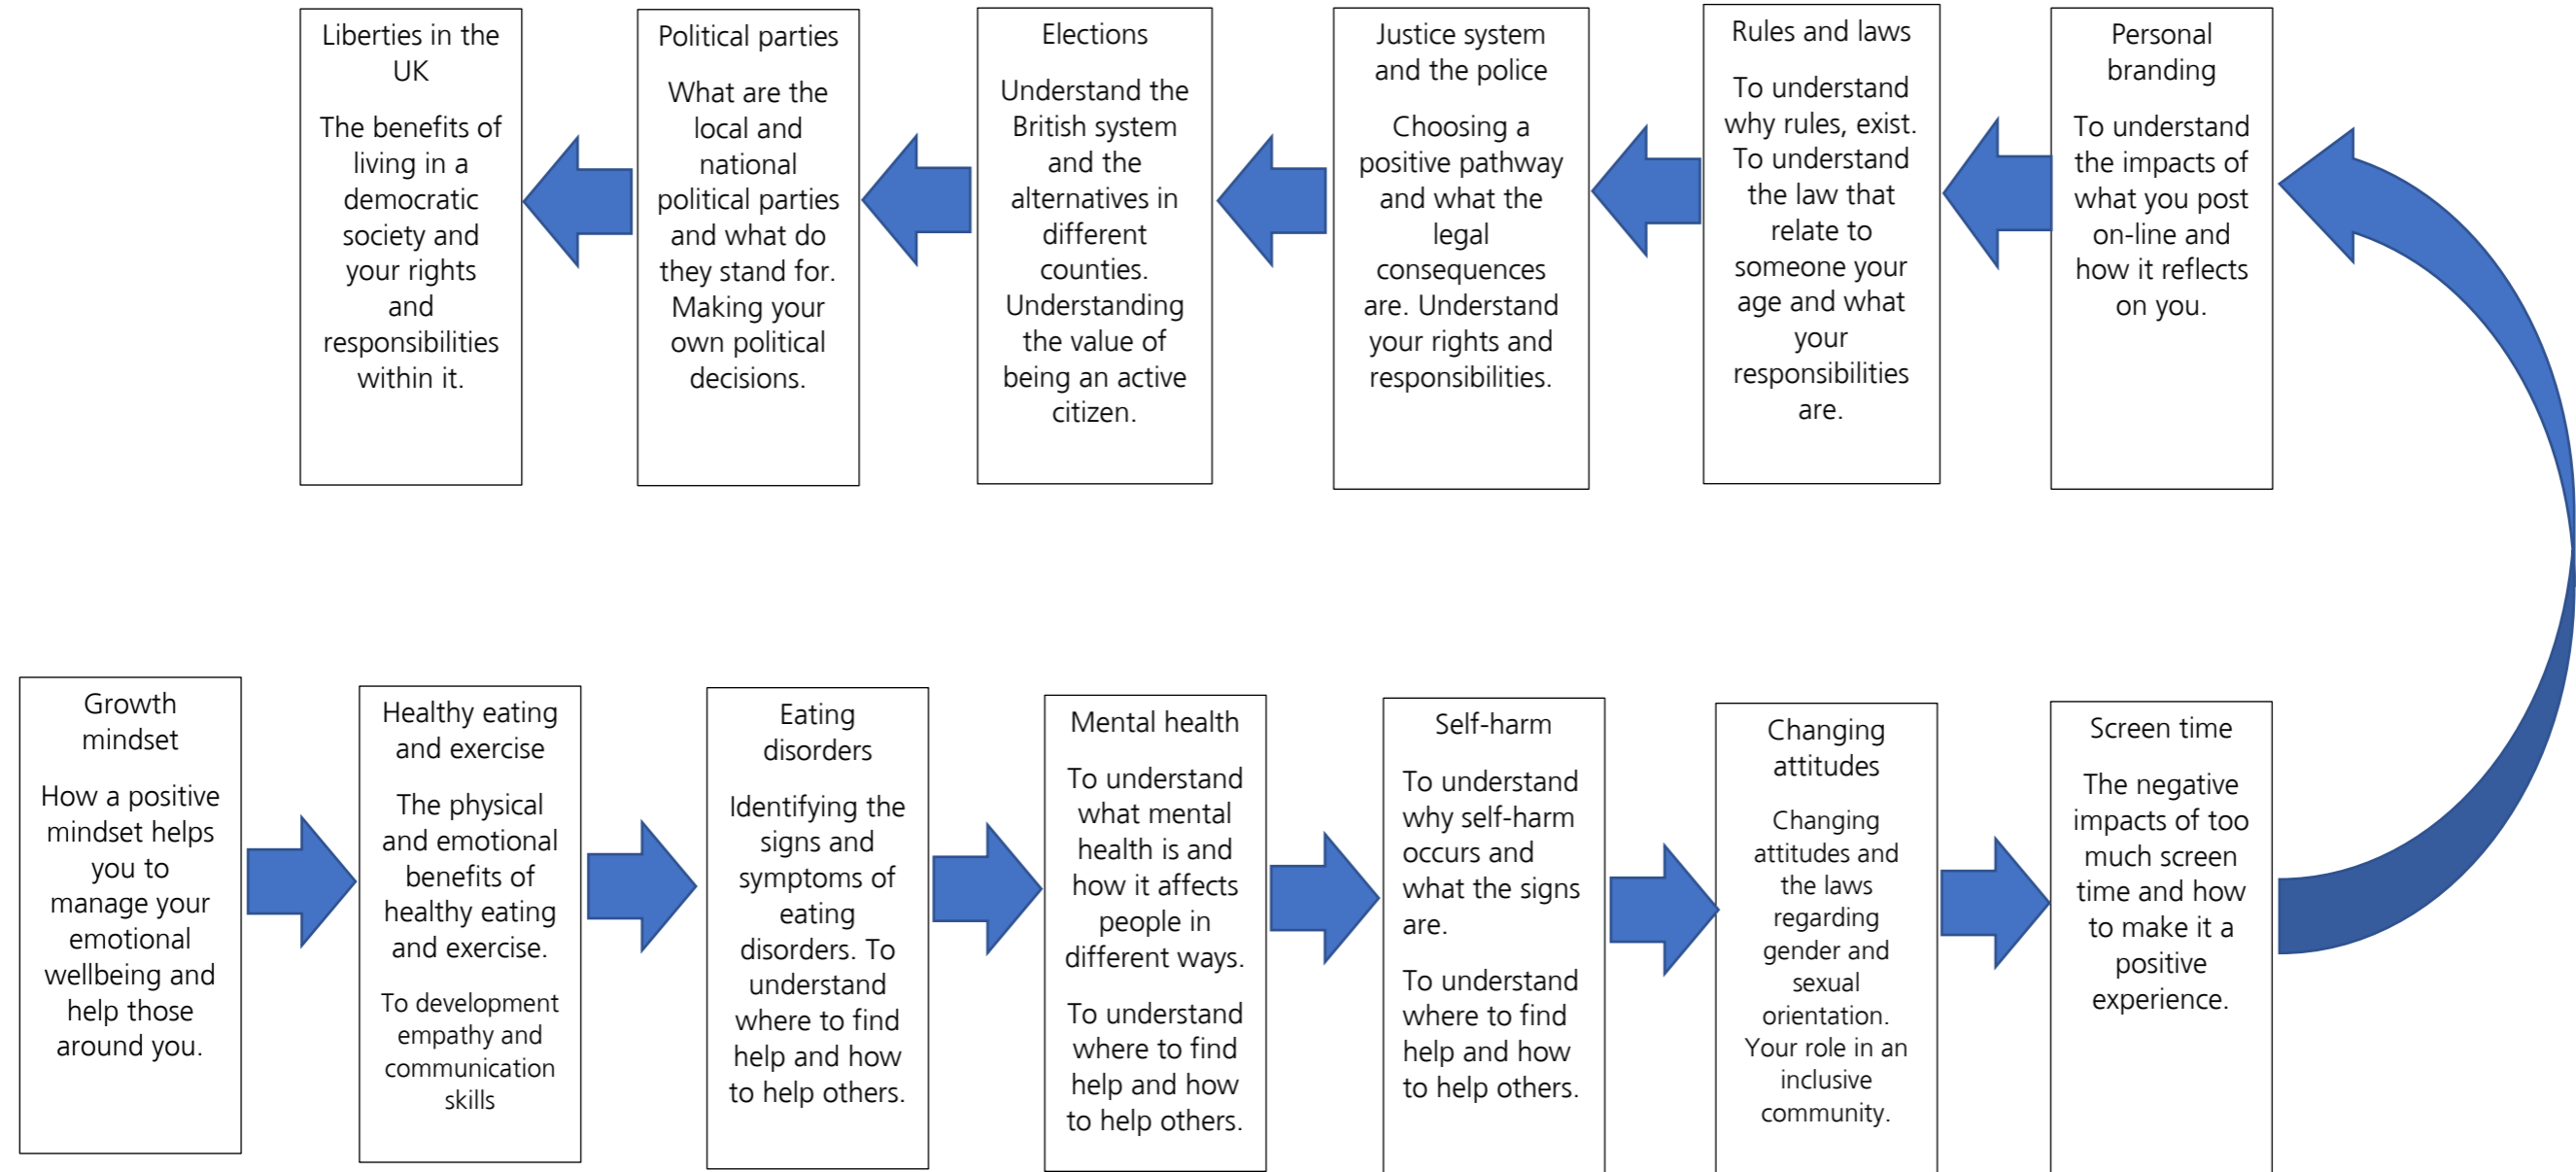 Liberties in the
UK
The benefits of
living in a
democratic
society and
your rights
and
responsibilities
within it.
Political parties
What are the
local and
national
political parties
and what do
they stand for.
Making your
own political
decisions.
Elections
Understand the
British system
and the
alternatives in
different
counties.
Understanding
the value of
being an active
citizen.
Justice system
and the police
Choosing a
positive pathway
and what the
legal
consequences
are. Understand
your rights and
responsibilities.
Rules and laws
To understand
why rules, exist.
To understand
the law that
relate to
someone your
age and what
your
responsibilities
are.
Personal
branding
To understand
the impacts of
what you post
on-line and
how it reflects
on you.
Growth
mindset
How a positive
mindset helps
you to
manage your
emotional
wellbeing and
help those
around you.
Healthy eating
and exercise
The physical
and emotional
benefits of
healthy eating
and exercise.
To development
empathy and
communication
skills
Eating
disorders
Identifying the
signs and
symptoms of
eating
disorders. To
understand
where to find
help and how
to help others.
Mental health
To understand
what mental
health is and
how it affects
people in
different ways.
To understand
where to find
help and how
to help others.
Self-harm
To understand
why self-harm
occurs and
what the signs
are.
To understand
where to find
help and how
to help others.
Changing
attitudes
Changing
attitudes and
the laws
regarding
gender and
sexual
orientation.
Your role in an
inclusive
community.
Screen time
The negative
impacts of too
much screen
time and how
to make it a
positive
experience.